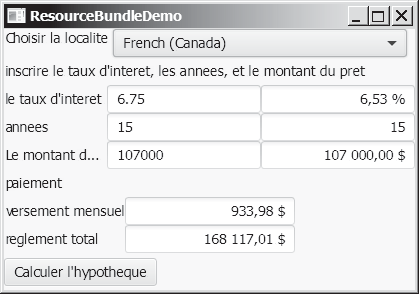 ResourceBundleDemo
Choisir la localite French (Canada)
inscrire le taux d'interet, les annees, et le montant du pret
le taux d'interet 6.75 6,53 %
annees 15 15
Le montant d... 107000 107 000,00 $
paiement
versement mensuel 933,98 $
reglement total 168 117,01 $
Calculer l'hypotheque